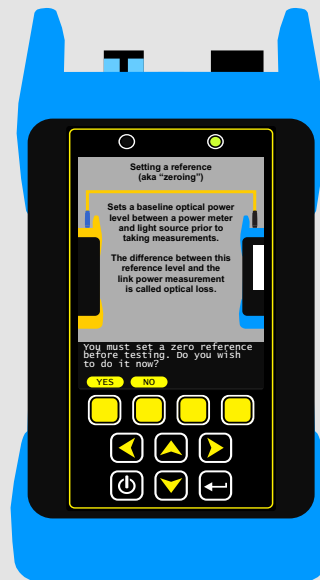 Setting a reference
(aka “zeroing”)
Sets a baseline optical power
level between a power meter
and light source prior to
taking measurements.
The difference between this
reference level and the
link power measurement
is called optical loss.
You must set a zero reference
before testing. Do you wish
to do it now?
YES NO